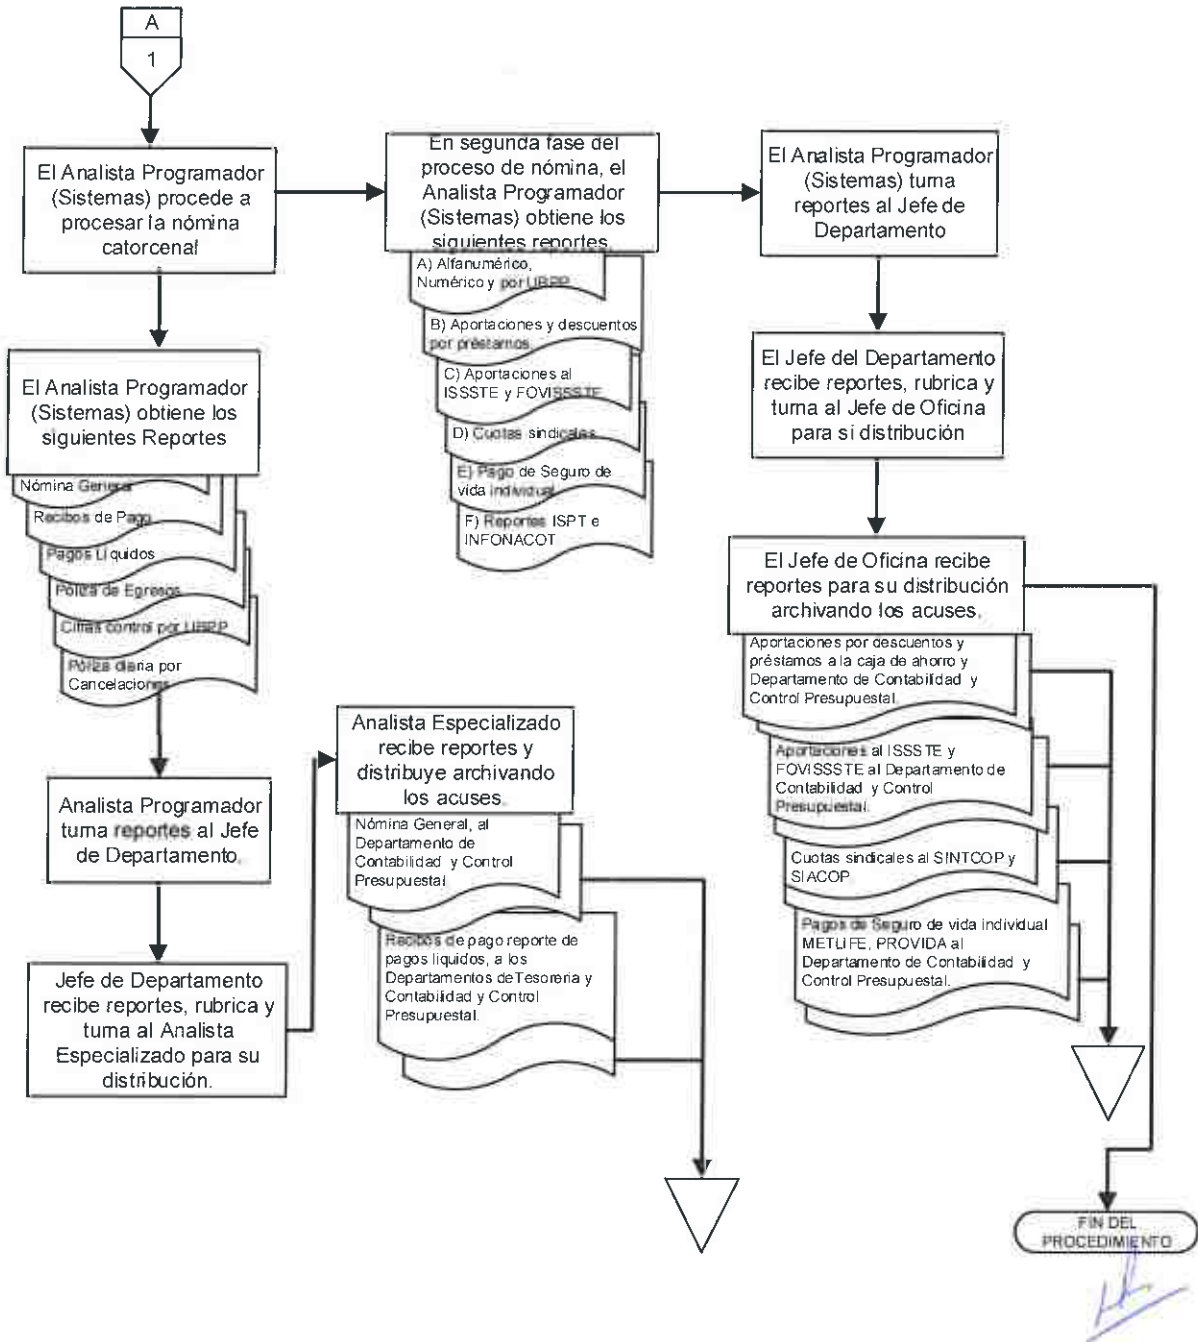 A
1
El Analista Programador
(Sistemas) procede a
procesar la nómina
catorcenal
El Analista Programador
(Sistemas) obtiene los
siguientes Reportes
Nómina General
Recibos de Pago
Pagos Líquidos
Póliza de Egresos
Cifras control por UBPP
Póliza diaria por
Cancelaciones
Analista Programador
turna reportes al Jefe
de Departamento.
Jefe de Departamento
recibe reportes, rubrica y
turna al Analista
Especializado para su
distribución.
En segunda fase del
proceso de nómina, el
Analista Programador
(Sistemas) obtiene los
siguientes reportes
A) Alfanumérico,
Numérico y por UBPP
B) Aportaciones y descuentos
por préstamos
C) Aportaciones al
ISSSTE y FOVISSSTE
D) Cuotas sindicales
E) Pago de Seguro de
vida individual
F) Reportes ISPT e
INFONACOT
Analista Especializado
recibe reportes y
distribuye archivando
los acuses.
Nómina General, al
Departamento de
Contabilidad y Control
Presupuestal
Recibos de pago reporte de
pagos líquidos, a los
Departamentos de Tesorería y
Contabilidad y Control
Presupuestal.
El Analista Programador
(Sistemas) turna
reportes al Jefe de
Departamento
El Jefe del Departamento
recibe reportes, rubrica y
turna al Jefe de Oficina
para si distribución
El Jefe de Oficina recibe
reportes para su distribución
archivando los acuses.
Aportaciones por descuentos y
préstamos a la caja de ahorro y
Departamento de Contabilidad y
Control Presupuestal.
Aportaciones al ISSSTE y
FOVISSSTE al Departamento de
Contabilidad y Control
Presupuestal.
Cuotas sindicales al SINTCOP y
SIACOP
Pagos de Seguro de vida individual
METLIFE, PROVIDA al
Departamento de Contabilidad y
Control Presupuestal.
FIN DEL
PROCEDIMIENTO